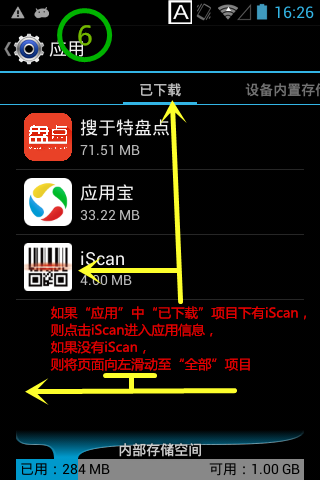 A 16:26
6
应用
已下载 设备内置存储
盘点
搜于特盘点
71.51 MB
应用宝
33.22 MB
iScan
4.00 MB
如果“应用”中“已下载”项目下有iScan，
则点击iScan进入应用信息，
如果没有iScan，
则将页面向左滑动至“全部”项目
内部存储空间
已用：284 MB 可用：1.00 GB